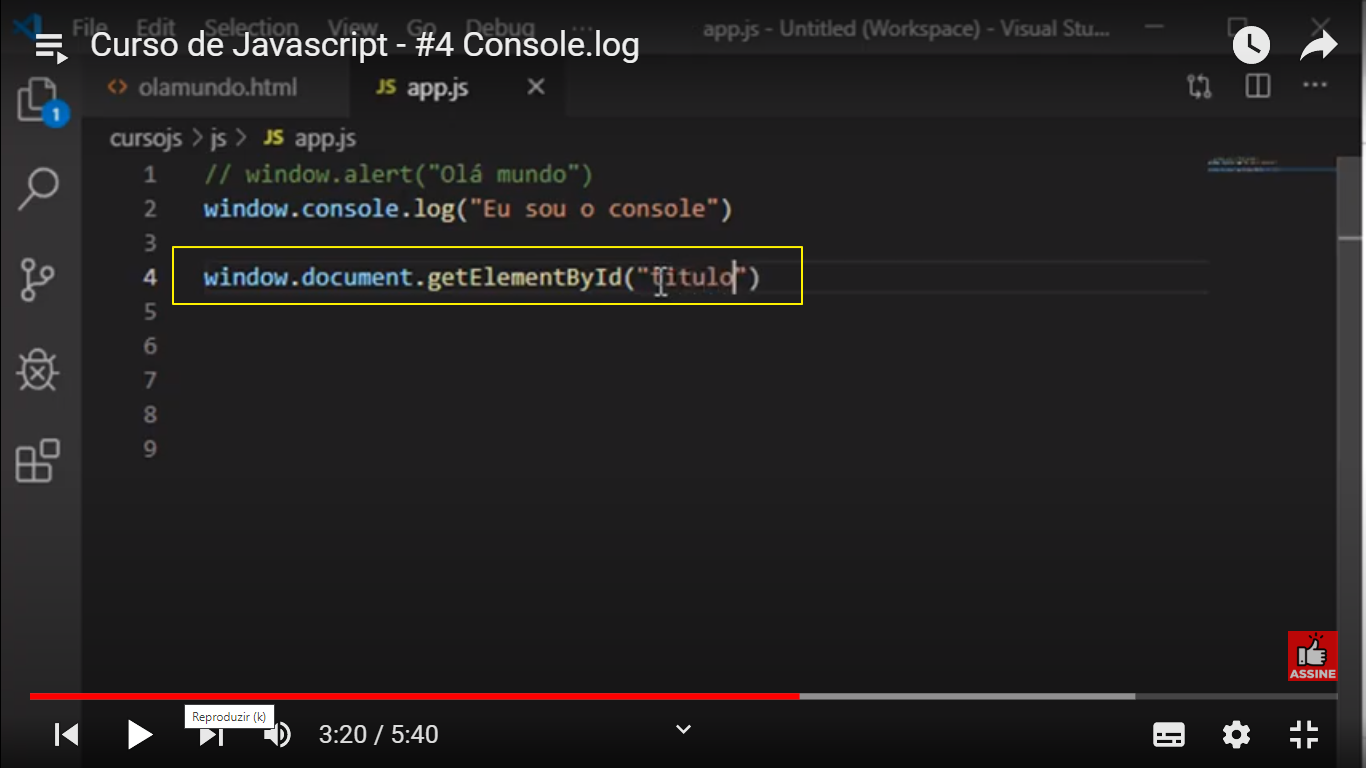 File Edit Selection View Go Debug ... app.js - Untitled (Workspace) - Visual Stu...
Curso de Javascript - #4 Console.log
<> olamundo.html JS app.js
1
cursojs > js > JS app.js
1 // window.alert("Olá mundo")
2 window.console.log("Eu sou o console")
3
4 window.document.getElementById("titulo")
5
6
7
8
9
ASSINE
Reproduzir (k)
3:20 / 5:40